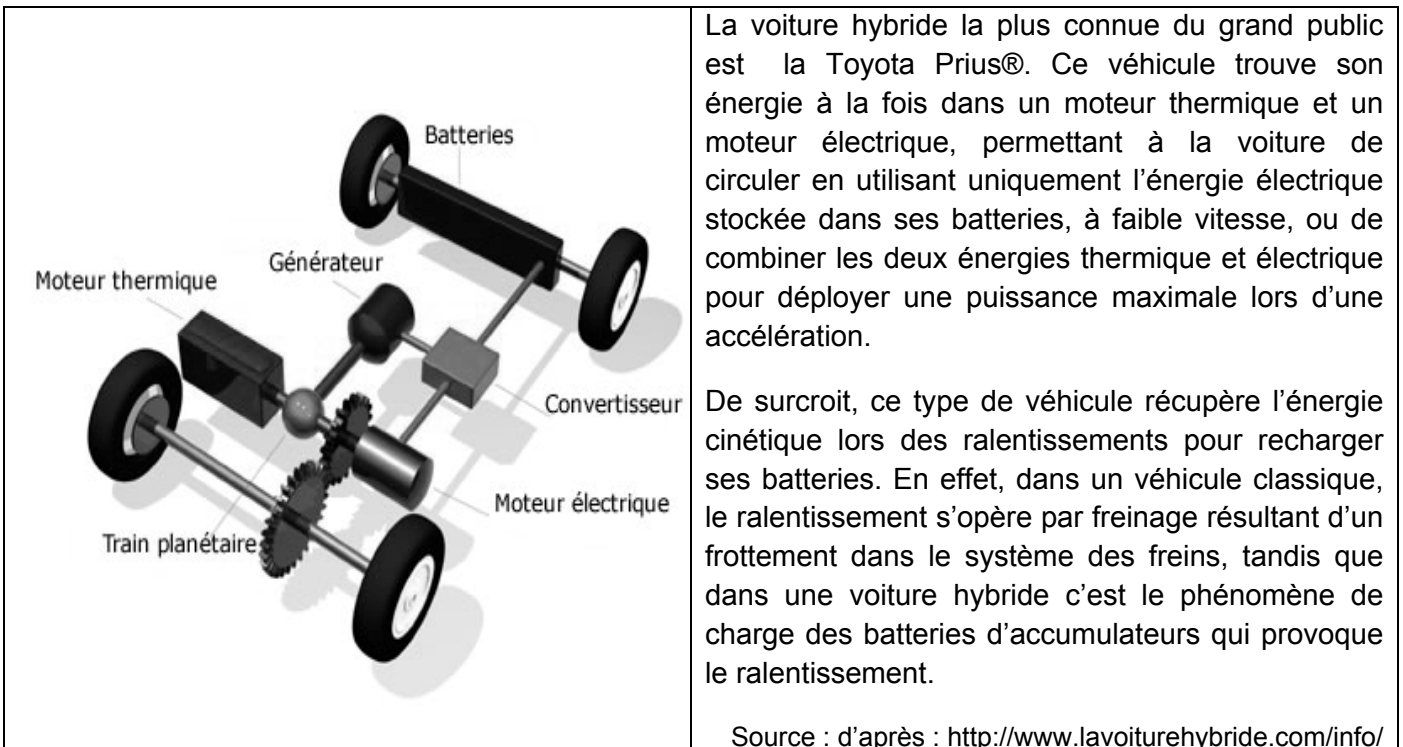 Batteries
Générateur
Moteur thermique
Convertisseur
Moteur électrique
Train planétaire
La voiture hybride la plus connue du grand public
est la Toyota Prius®. Ce véhicule trouve son
énergie à la fois dans un moteur thermique et un
moteur électrique, permettant à la voiture de
circuler en utilisant uniquement l’énergie électrique
stockée dans ses batteries, à faible vitesse, ou de
combiner les deux énergies thermique et électrique
pour déployer une puissance maximale lors d’une
accélération.
De surcroit, ce type de véhicule récupère l’énergie
cinétique lors des ralentissements pour recharger
ses batteries. En effet, dans un véhicule classique,
le ralentissement s’opère par freinage résultant d’un
frottement dans le système des freins, tandis que
dans une voiture hybride c’est le phénomène de
charge des batteries d’accumulateurs qui provoque
le ralentissement.
Source : d’après : http://www.lavoiturehybride.com/info/